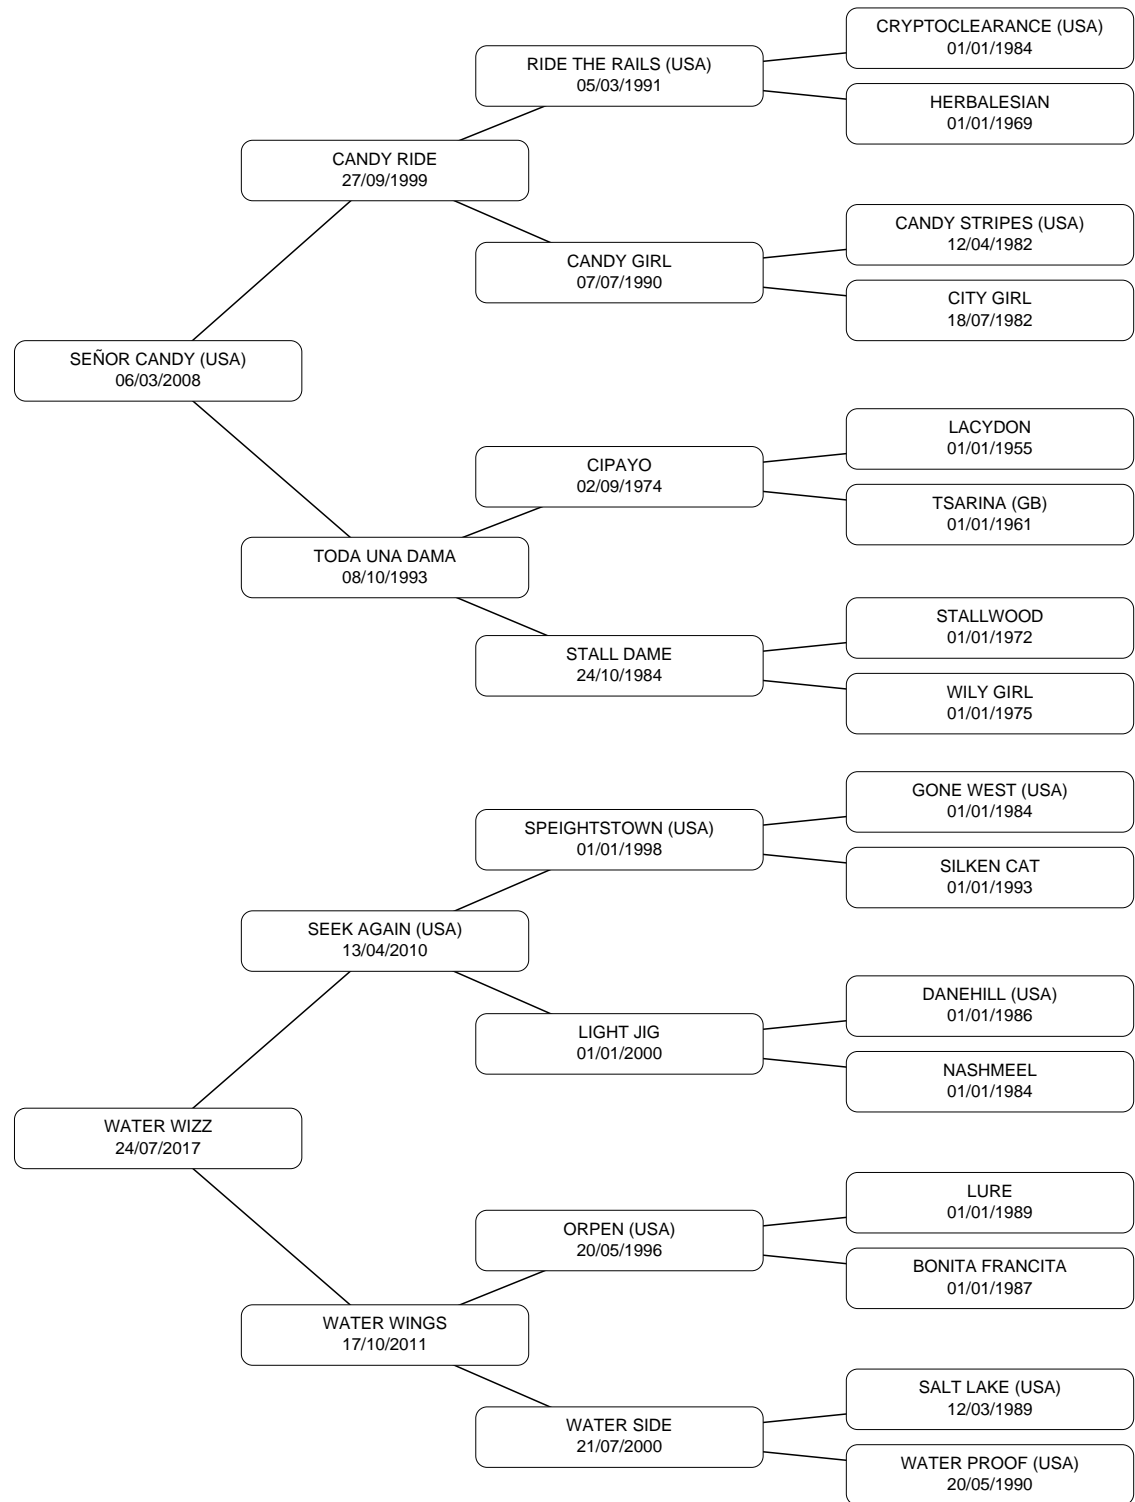 CRYPTOCLEARANCE (USA)
01/01/1984
RIDE THE RAILS (USA)
05/03/1991
HERBALESIAN
01/01/1969
CANDY RIDE
27/09/1999
CANDY STRIPES (USA)
12/04/1982
CANDY GIRL
07/07/1990
CITY GIRL
18/07/1982
SEÑOR CANDY (USA)
06/03/2008
LACYDON
01/01/1955
CIPAYO
02/09/1974
TSARINA (GB)
01/01/1961
TODA UNA DAMA
08/10/1993
STALLWOOD
01/01/1972
STALL DAME
24/10/1984
WILY GIRL
01/01/1975
GONE WEST (USA)
01/01/1984
SPEIGHTSTOWN (USA)
01/01/1998
SILKEN CAT
01/01/1993
SEEK AGAIN (USA)
13/04/2010
DANEHILL (USA)
01/01/1986
LIGHT JIG
01/01/2000
NASHMEEL
01/01/1984
WATER WIZZ
24/07/2017
LURE
01/01/1989
ORPEN (USA)
20/05/1996
BONITA FRANCITA
01/01/1987
WATER WINGS
17/10/2011
SALT LAKE (USA)
12/03/1989
WATER SIDE
21/07/2000
WATER PROOF (USA)
20/05/1990